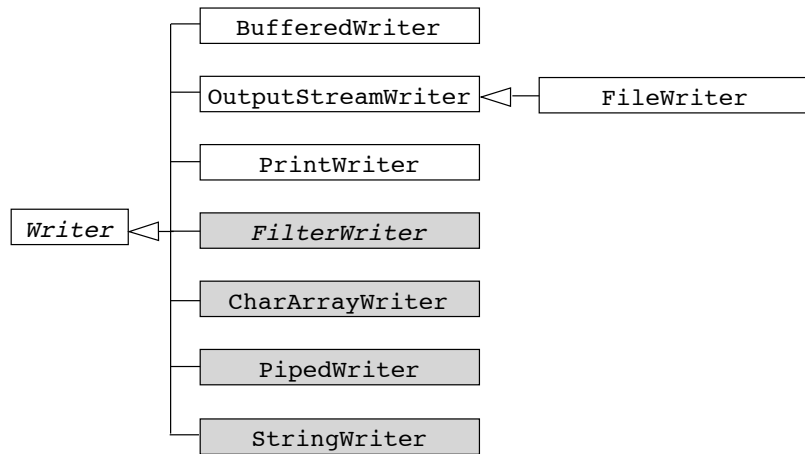 BufferedWriter
OutputStreamWriter
FileWriter
PrintWriter
Writer
FilterWriter
CharArrayWriter
PipedWriter
StringWriter